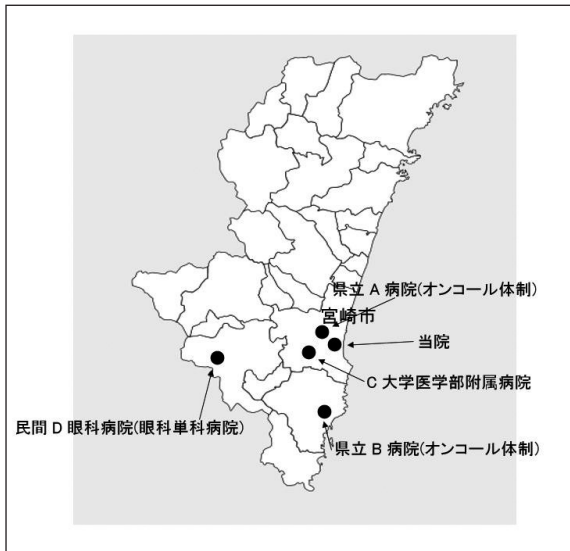 県立 A 病院(オンコール体制)
宮崎市
当院
C 大学医学部附属病院
民間 D 眼科病院(眼科単科病院)
県立 B 病院(オンコール体制)